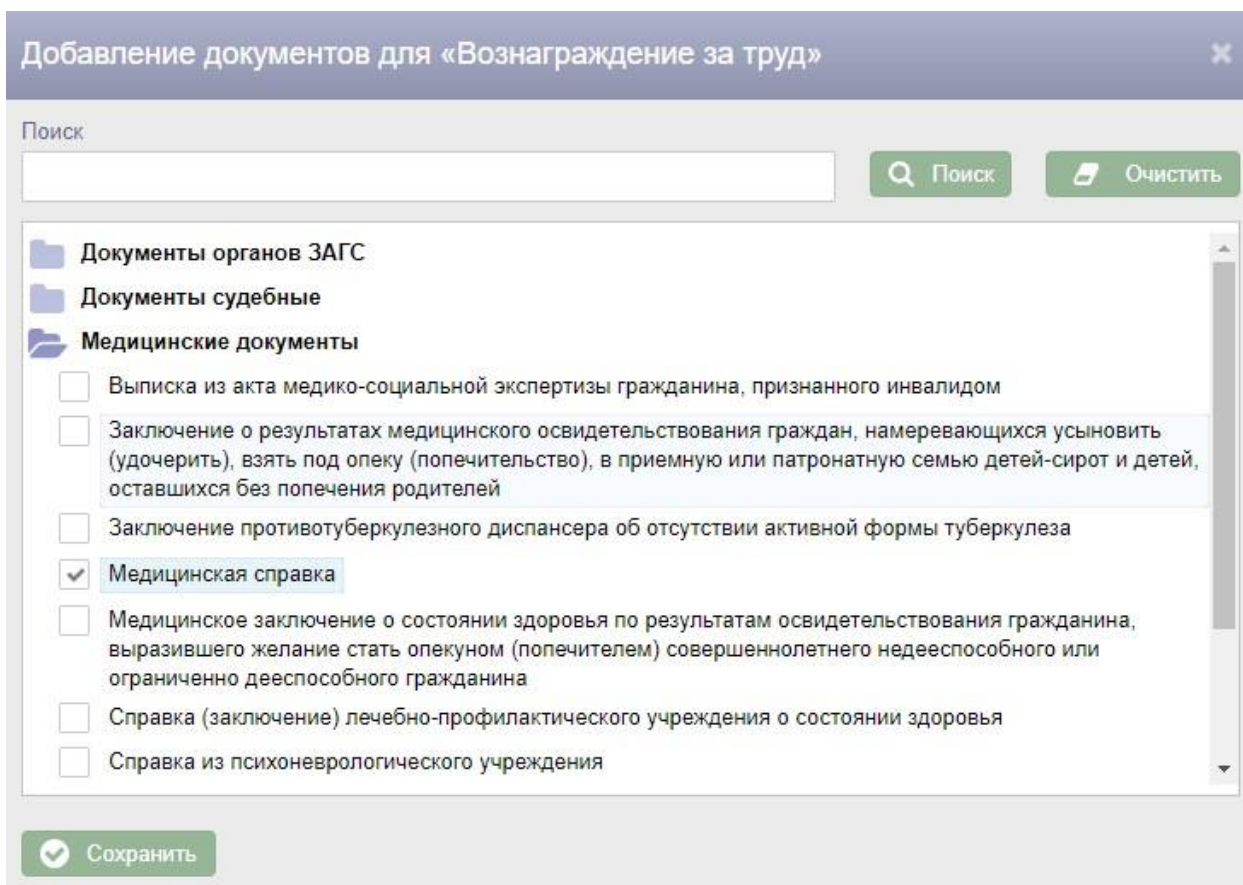 Добавление документов для «Вознаграждение за труд»
Поиск
Поиск
Очистить
Документы органов ЗАГС
Документы судебные
Медицинские документы
Выписка из акта медико-социальной экспертизы гражданина, признанного инвалидом
Заключение о результатах медицинского освидетельствования граждан, намеревающихся усыновить
(удочерить), взять под опеку (попечительство), в приемную или патронатную семью детей-сирот и детей,
оставшихся без попечения родителей
Заключение противотуберкулезного диспансера об отсутствии активной формы туберкулеза
Медицинская справка
Медицинское заключение о состоянии здоровья по результатам освидетельствования гражданина,
выразившего желание стать опекуном (попечителем) совершеннолетнего недееспособного или
ограниченно дееспособного гражданина
Справка (заключение) лечебно-профилактического учреждения о состоянии здоровья
Справка из психоневрологического учреждения
Сохранить